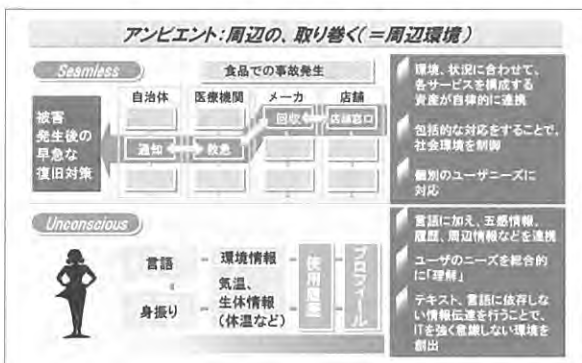 アンビエント：周辺の、取り巻く（＝周辺環境）
Seamless
食品での事故発生
自治体
医療機関
メーカ
店舗
被害
発生後の
早急な
復旧対策
通知
救急
回収
店舗窓口
環境、状況に合わせて、
各サービスを構成する
資産が自律的に連携
包括的な対応をすることで、
社会環境を制御
個別のユーザニーズに
対応
Unconscious
言語
身振り
環境情報
気温、
生体情報
（体温など）
使用履歴
プロフィール
言語に加え、五感情報、
履歴、周辺情報などを連携
ユーザのニーズを総合的
に「理解」
テキスト、言語に依存しな
い情報伝達を行うことで、
ITを強く意識しない環境を
創出